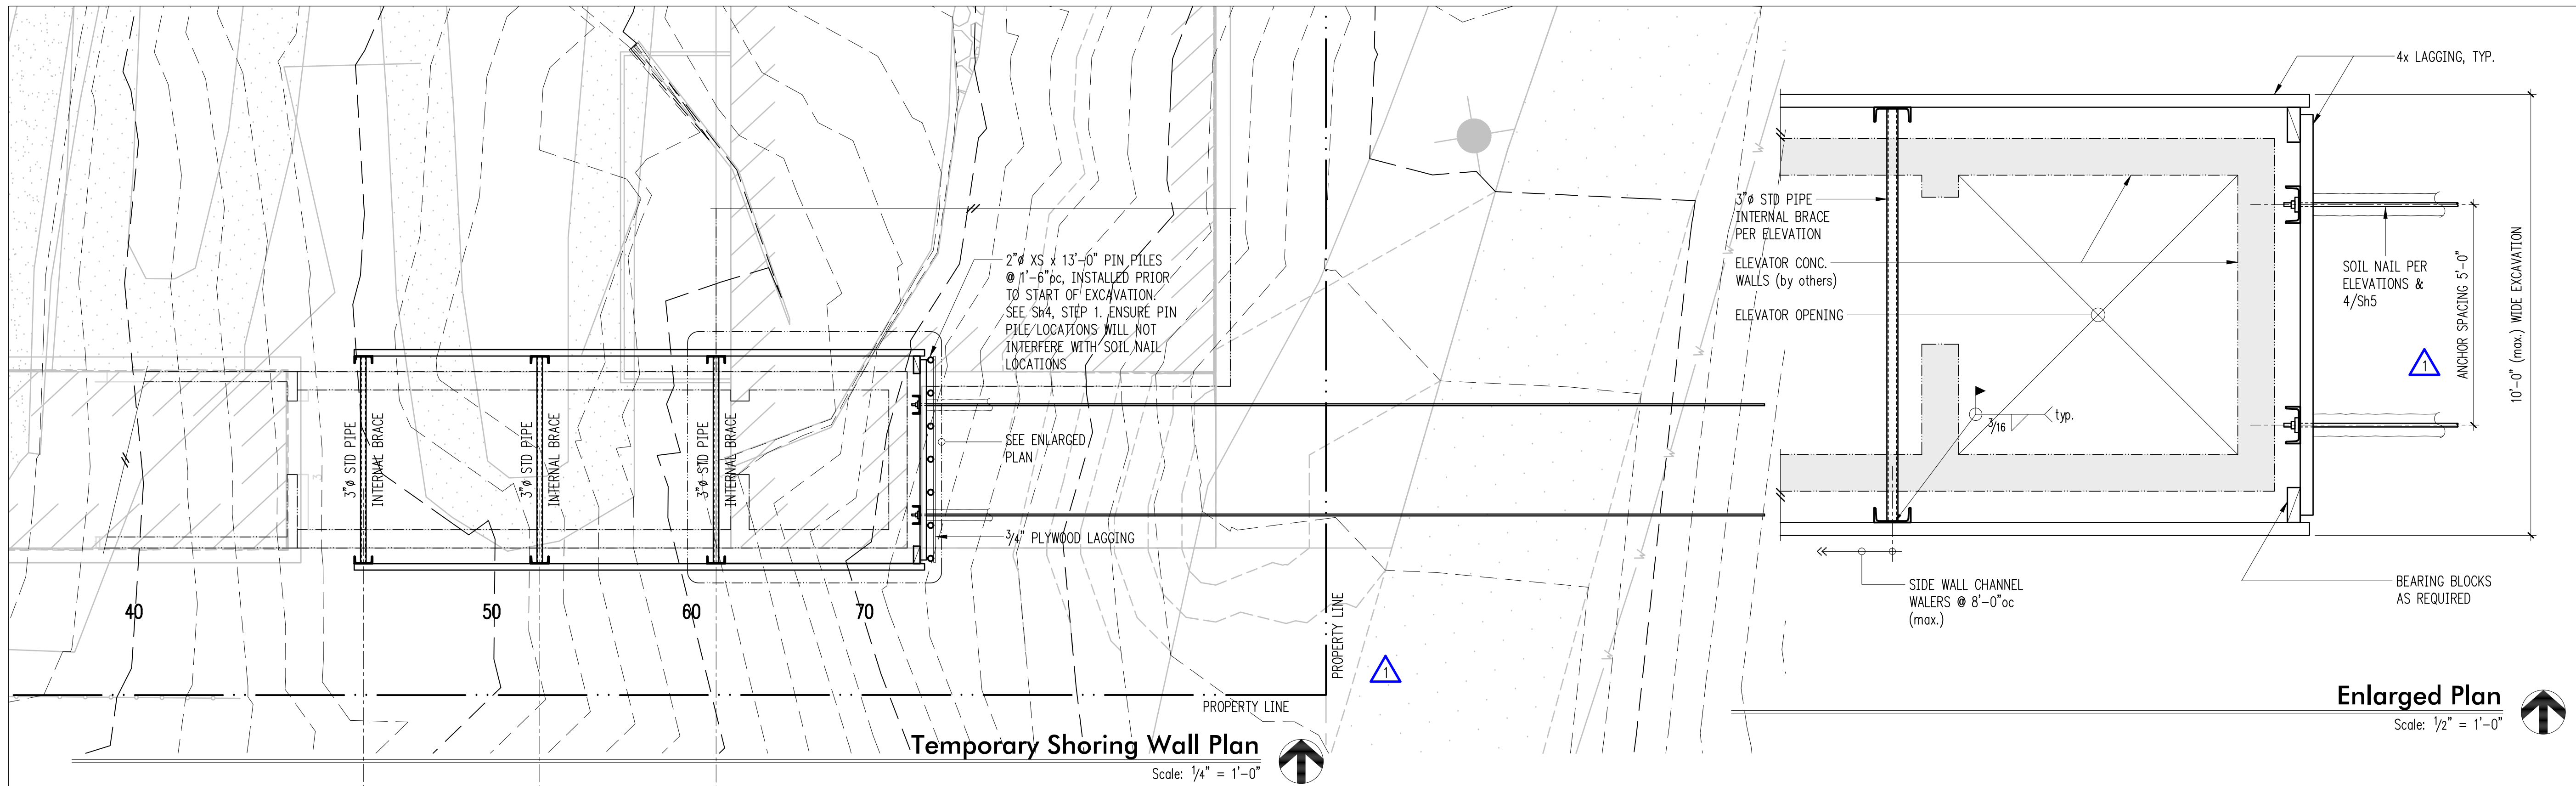 2"ø XS x 13'-0" PIN PILES
@ 1'-6"oc, INSTALLED PRIOR
TO START OF EXCAVATION.
SEE Sh4, STEP 1. ENSURE PIN
PILE LOCATIONS WILL NOT
INTERFERE WITH SOIL NAIL
LOCATIONS
3"ø STD PIPE
INTERNAL BRACE
3"ø STD PIPE
INTERNAL BRACE
3"ø STD PIPE
INTERNAL BRACE
SEE ENLARGED
PLAN
3/4" PLYWOOD LAGGING
40
50
60
70
PROPERTY LINE
1
PROPERTY LINE
Temporary Shoring Wall Plan
Scale: 1/4" = 1'-0"
4x LAGGING, TYP.
3"ø STD PIPE
INTERNAL BRACE
PER ELEVATION
ELEVATOR CONC.
WALLS (by others)
ELEVATOR OPENING
3/16
typ.
SOIL NAIL PER
ELEVATIONS &
4/Sh5
1
ANCHOR SPACING 5'-0"
10'-0" (max.) WIDE EXCAVATION
SIDE WALL CHANNEL
WALERS @ 8'-0"oc
(max.)
BEARING BLOCKS
AS REQUIRED
Enlarged Plan
Scale: 1/2" = 1'-0"